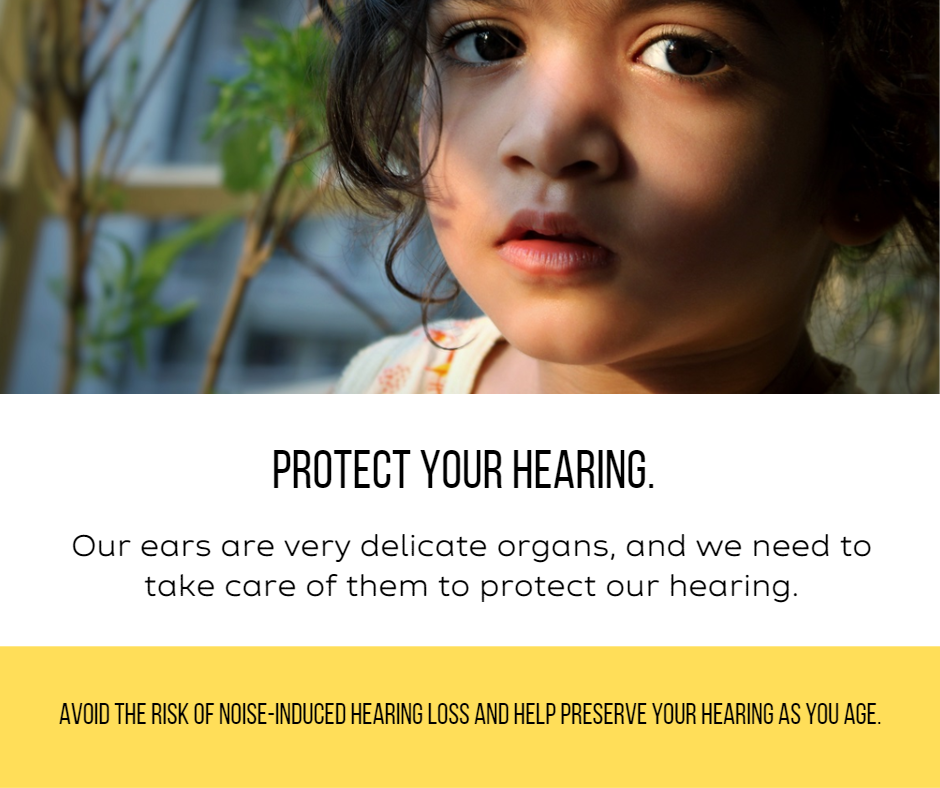 PROTECT YOUR HEARING.
Our ears are very delicate organs, and we need to
take care of them to protect our hearing.
AVOID THE RISK OF NOISE-INDUCED HEARING LOSS AND HELP PRESERVE YOUR HEARING AS YOU AGE.